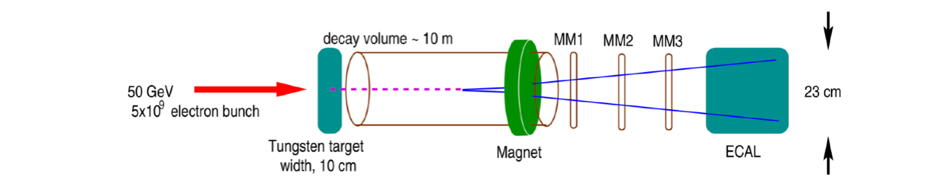 decay volume ~ 10 m
MM1
MM2
MM3
50 GeV
5x10⁹ electron bunch
23 cm
Tungsten target
width, 10 cm
Magnet
ECAL